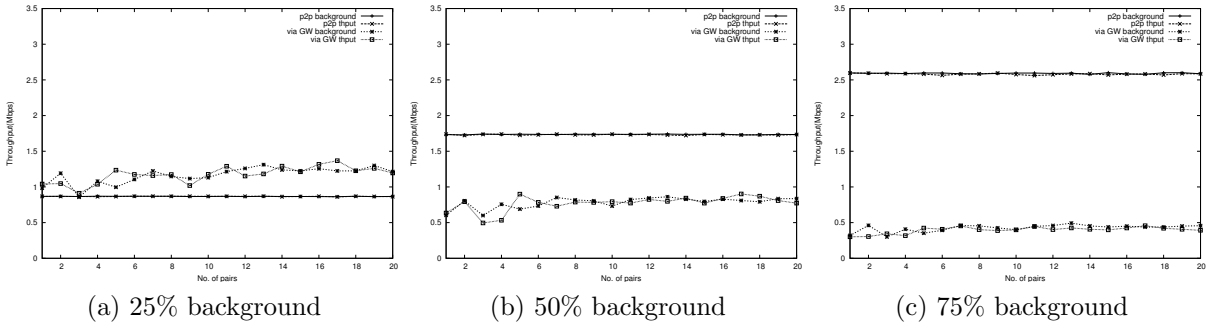 3.5
3
2.5
2
1.5
1
0.5
0
Throughput(Mbps)
2 4 6 8 10 12 14 16 18 20
No. of pairs
p2p background
p2p thput
via GW background
via GW thput
(a) 25% background
3.5
3
2.5
2
1.5
1
0.5
0
Throughput(Mbps)
2 4 6 8 10 12 14 16 18 20
No. of pairs
p2p background
p2p thput
via GW background
via GW thput
(b) 50% background
3.5
3
2.5
2
1.5
1
0.5
0
Throughput(Mbps)
2 4 6 8 10 12 14 16 18 20
No. of pairs
p2p background
p2p thput
via GW background
via GW thput
(c) 75% background